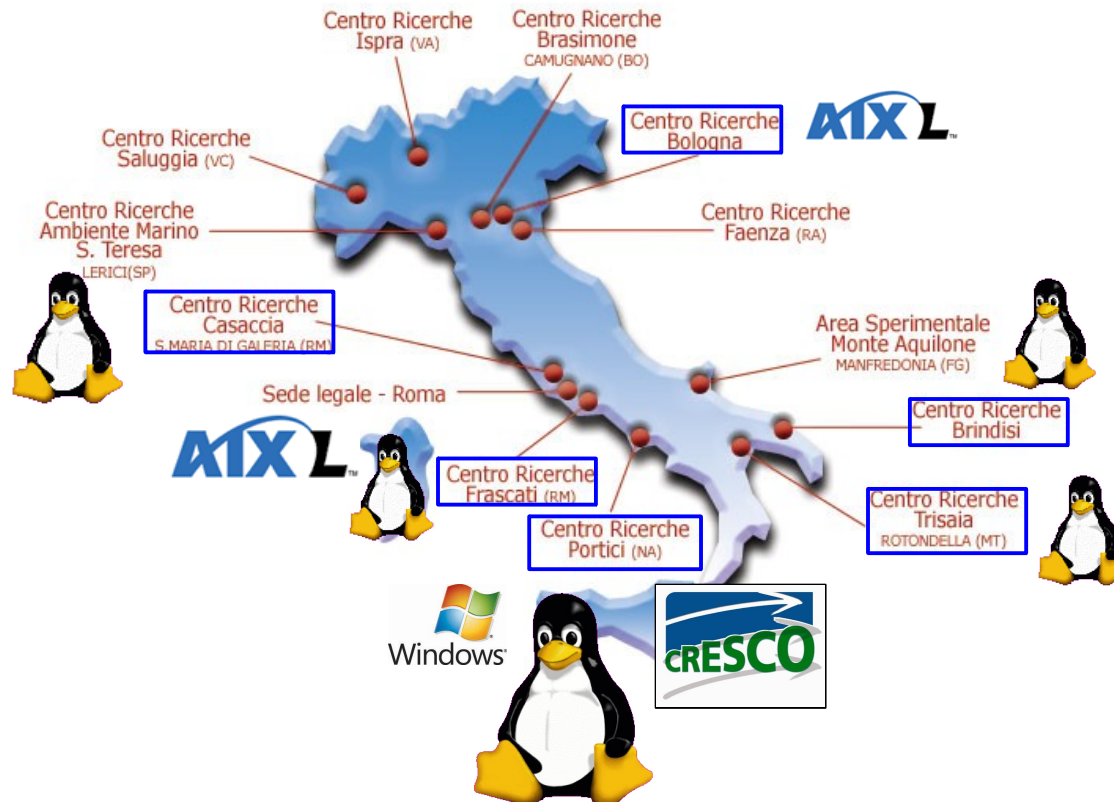 Centro Ricerche
Ispra (VA)
Centro Ricerche
Brasimone
CAMUGNANO (BO)
Centro Ricerche
Bologna
AIX L™
Centro Ricerche
Saluggia (VC)
Centro Ricerche
Ambiente Marino
S. Teresa
LERICI(SP)
Centro Ricerche
Faenza (RA)
Centro Ricerche
Casaccia
S.MARIA DI GALERIA (RM)
Area Sperimentale
Monte Aquilone
MANFREDONIA (FG)
Sede legale - Roma
Centro Ricerche
Brindisi
AIX L™
Centro Ricerche
Frascati (RM)
Centro Ricerche
Trisaia
ROTONDELLA (MT)
Centro Ricerche
Portici (NA)
Windows®
CRESCO